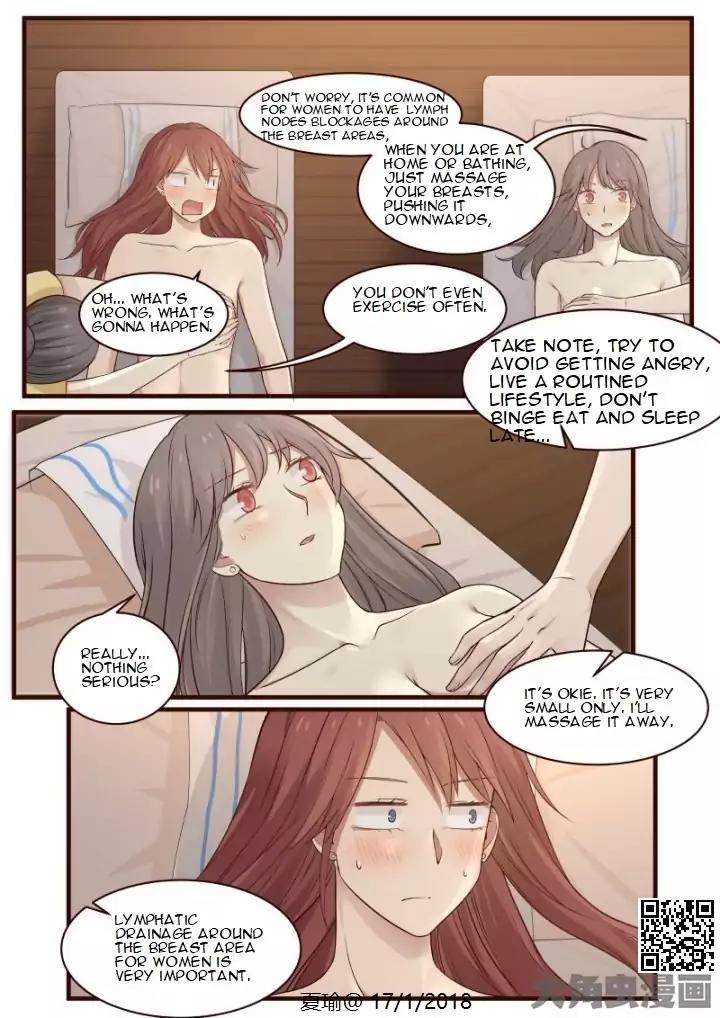 DON'T WORRY, IT'S COMMON
FOR WOMEN TO HAVE LYMPH
NODES BLOCKAGES AROUND
THE BREAST AREAS,
WHEN YOU ARE AT
HOME OR BATHING,
JUST MASSAGE
YOUR BREASTS,
PUSHING IT
DOWNWARDS,
OH... WHAT'S
WRONG. WHAT'S
GONNA HAPPEN.
YOU DON'T EVEN
EXERCISE OFTEN.
TAKE NOTE, TRY TO
AVOID GETTING ANGRY,
LIVE A ROUTINED
LIFESTYLE, DON'T
BINGE EAT AND SLEEP
LATE...
REALLY...
NOTHING
SERIOUS?
IT'S OKIE. IT'S VERY
SMALL ONLY. I'LL
MASSAGE IT AWAY.
LYMPHATIC
DRAINAGE AROUND
THE BREAST AREA
FOR WOMEN IS
VERY IMPORTANT.
大角虫漫画
夏瑜@ 17/1/2018